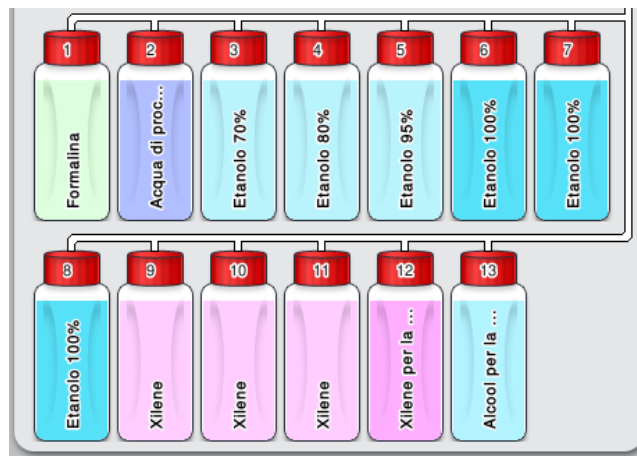 1
2
3
4
5
6
7
Formalina
Acqua di proc...
Etanolo 70%
Etanolo 80%
Etanolo 95%
Etanolo 100%
Etanolo 100%
8
9
10
11
12
13
Etanolo 100%
Xilene
Xilene
Xilene
Xilene per la ...
Alcool per la ...